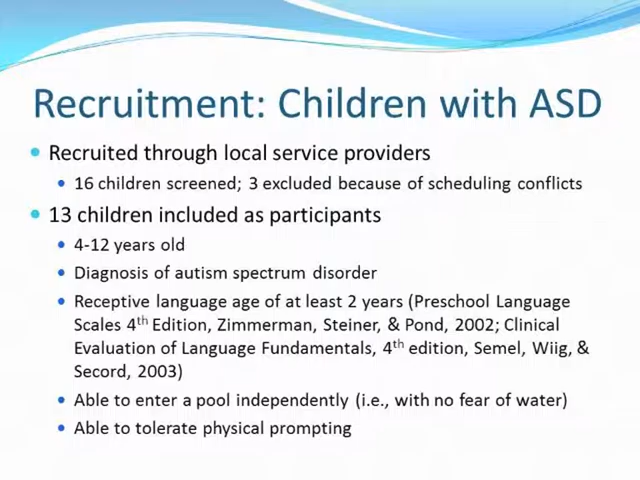 Recruitment: Children with ASD
• Recruited through local service providers
• 16 children screened; 3 excluded because of scheduling conflicts
• 13 children included as participants
• 4-12 years old
• Diagnosis of autism spectrum disorder
• Receptive language age of at least 2 years (Preschool Language
Scales 4th Edition, Zimmerman, Steiner, & Pond, 2002; Clinical
Evaluation of Language Fundamentals, 4th edition, Semel, Wiig, &
Secord, 2003)
• Able to enter a pool independently (i.e., with no fear of water)
• Able to tolerate physical prompting